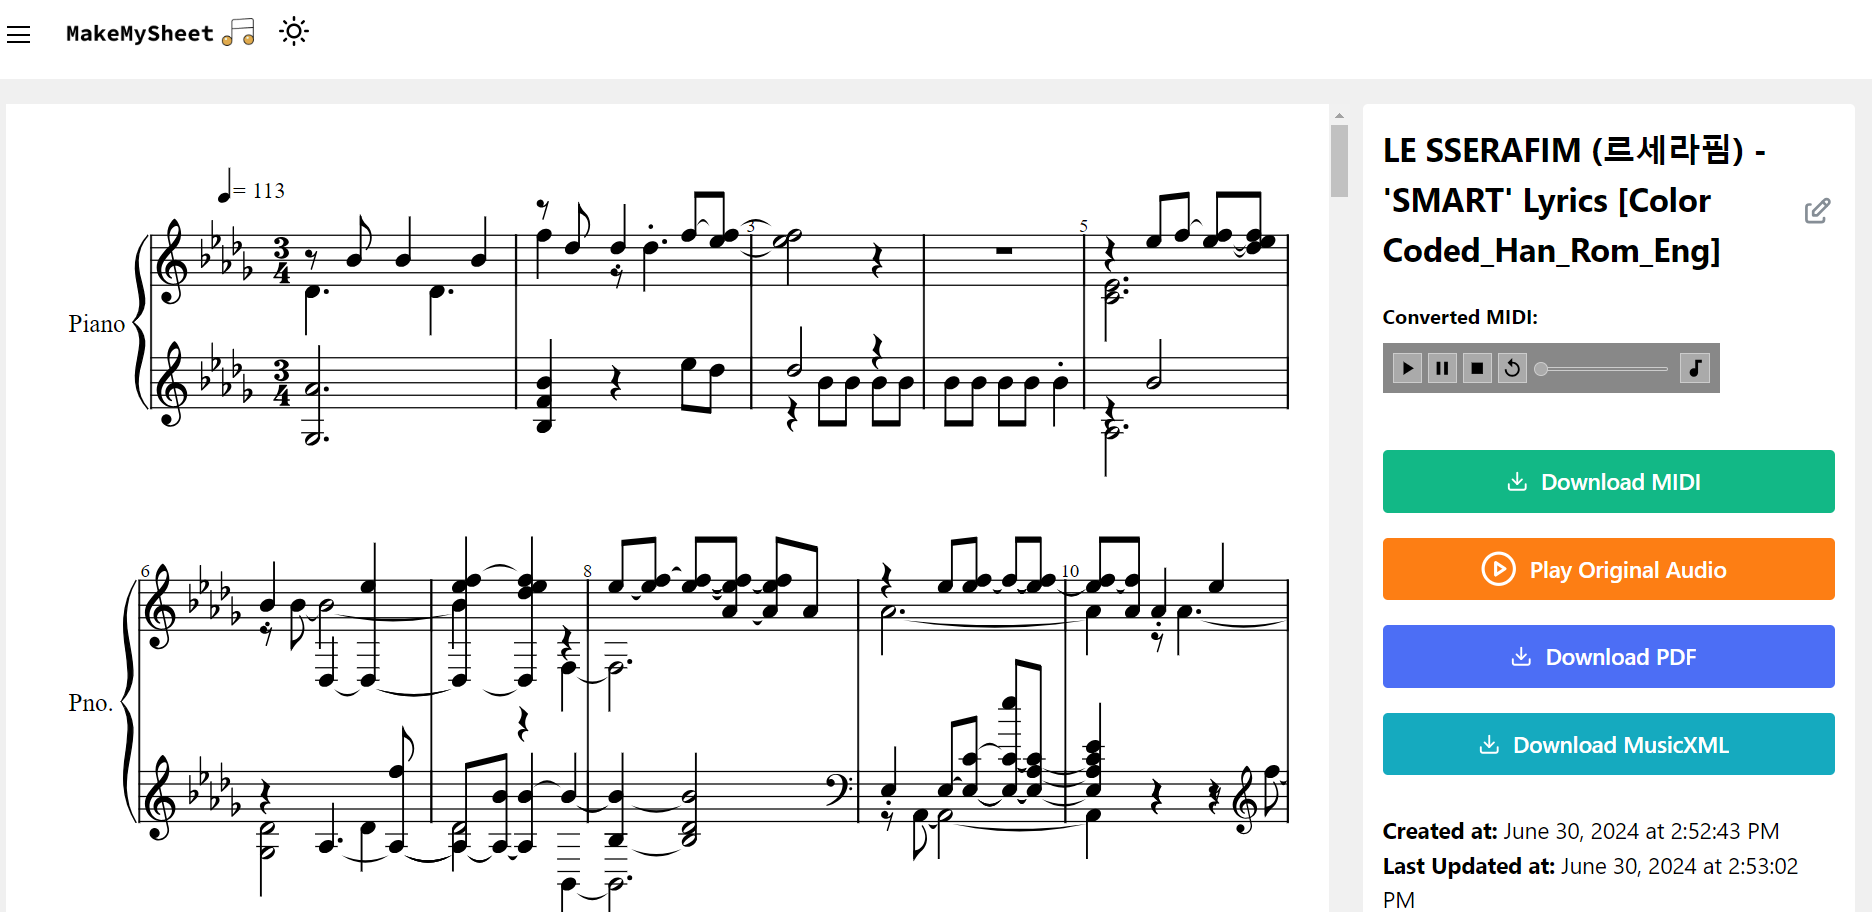 MakeMySheet
= 113
3
5
Piano
3
4
3
4
6
8
10
Pno.
LE SSERAFIM (르세라핌) -
'SMART' Lyrics [Color
Coded_Han_Rom_Eng]
Converted MIDI:
Download MIDI
Play Original Audio
Download PDF
Download MusicXML
Created at: June 30, 2024 at 2:52:43 PM
Last Updated at: June 30, 2024 at 2:53:02
PM